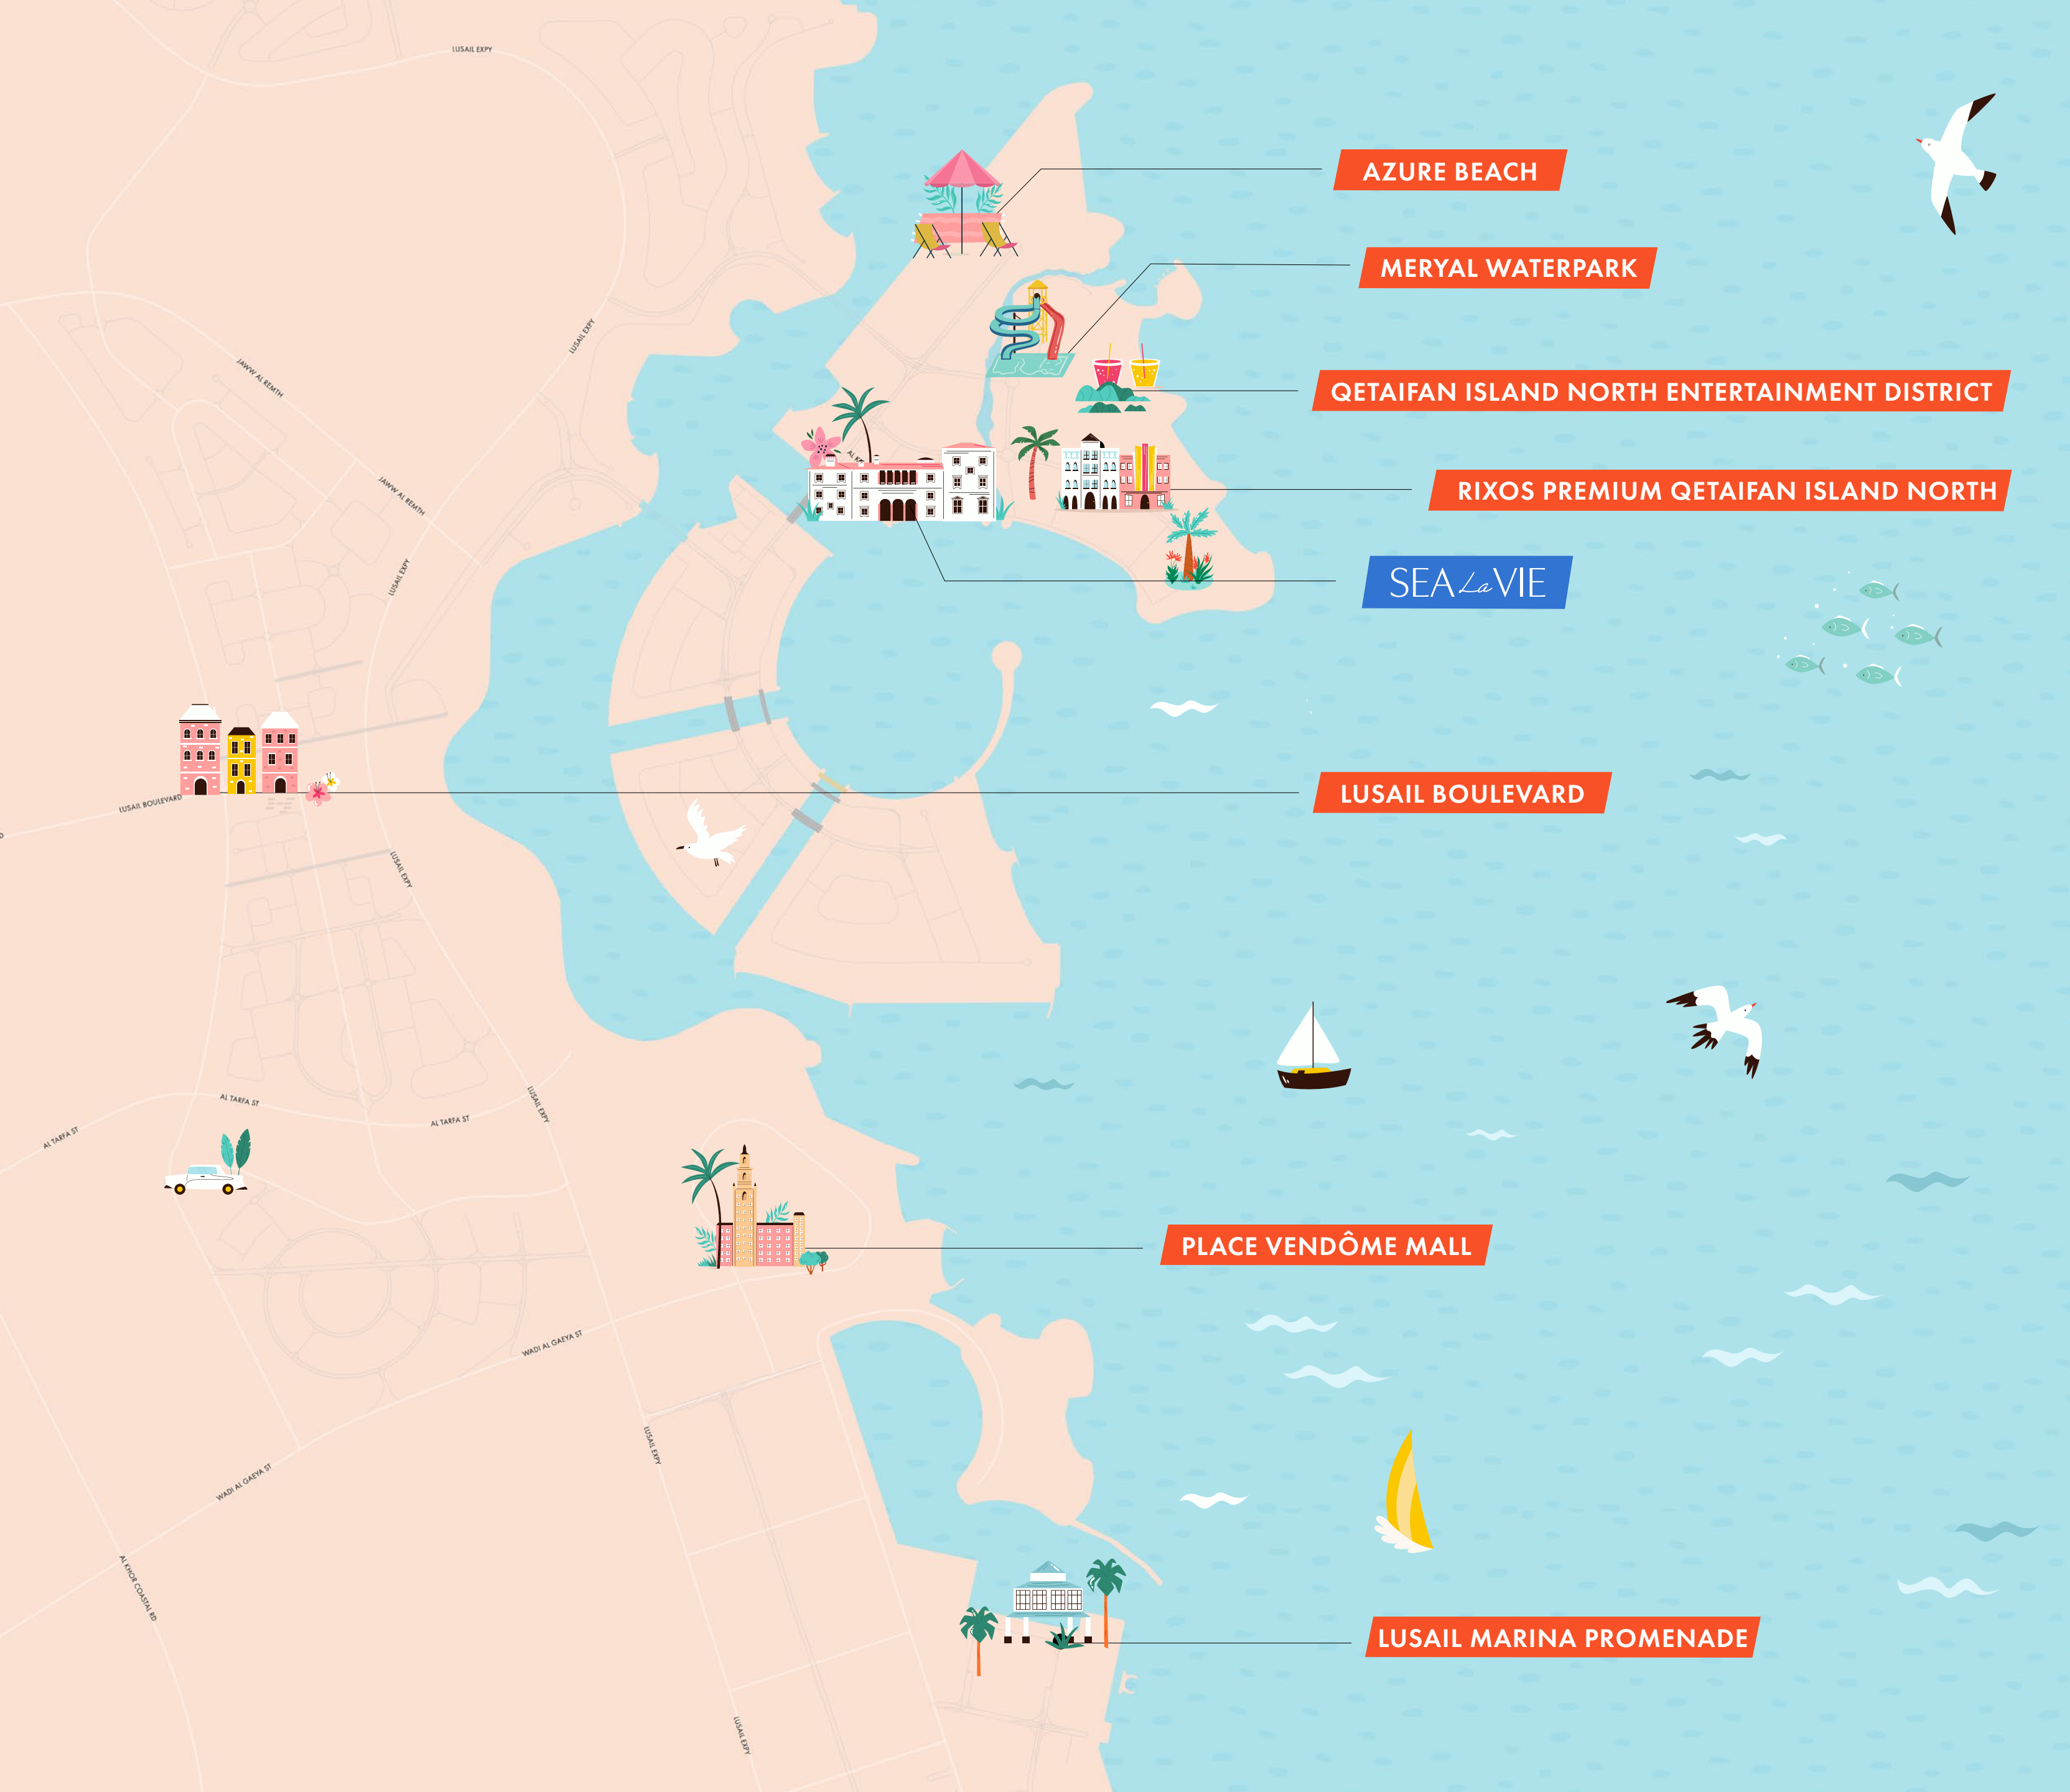 LUSAIL EXPY
AZURE BEACH
MERYAL WATERPARK
LUSAIL EXPY
JAWW AL REMTH
QETAIFAN ISLAND NORTH ENTERTAINMENT DISTRICT
JAWW AL REMTH
RIXOS PREMIUM QETAIFAN ISLAND NORTH
LUSAIL EXPY
SEA La VIE
LUSAIL BOULEVARD
LUSAIL BOULEVARD
LUSAIL EXPY
AL TARFA ST
LUSAIL EXPY
AL TARFA ST
AL TARFA ST
PLACE VENDÔME MALL
WADI AL GAEYA ST
LUSAIL EXPY
WADI AL GAEYA ST
AL KHOR COASTAL RD
LUSAIL MARINA PROMENADE
LUSAIL EXPY